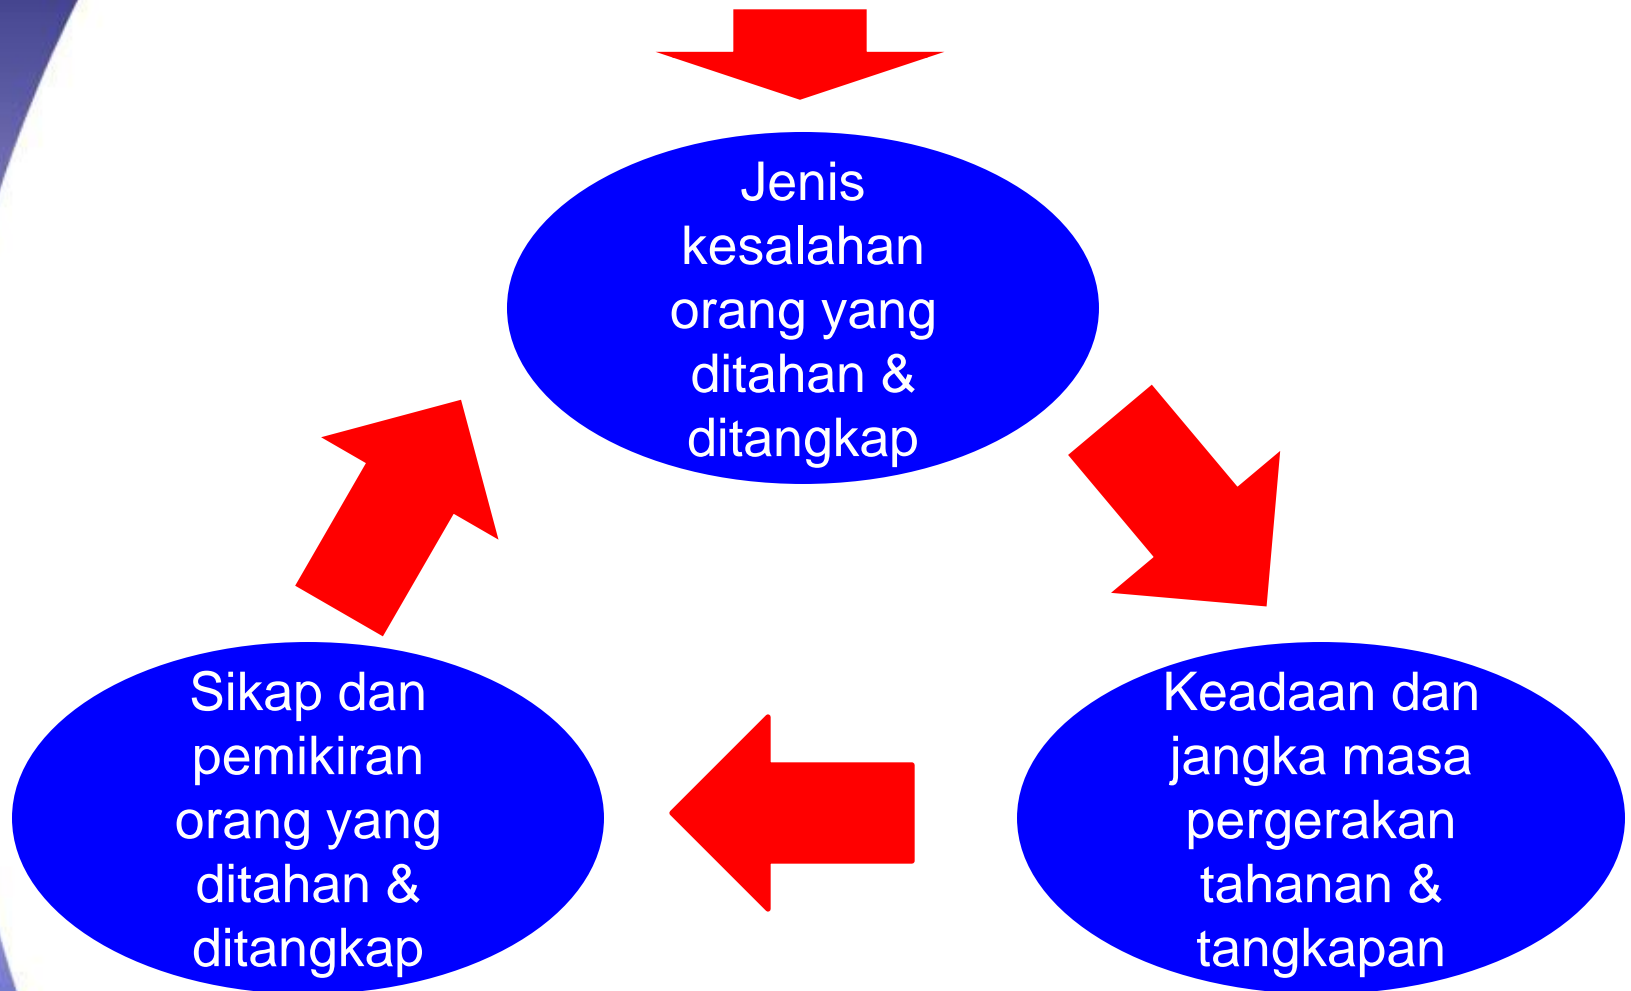 Jenis
kesalahan
orang yang
ditahan &
ditangkap
Keadaan dan
jangka masa
pergerakan
tahanan &
tangkapan
Sikap dan
pemikiran
orang yang
ditahan &
ditangkap